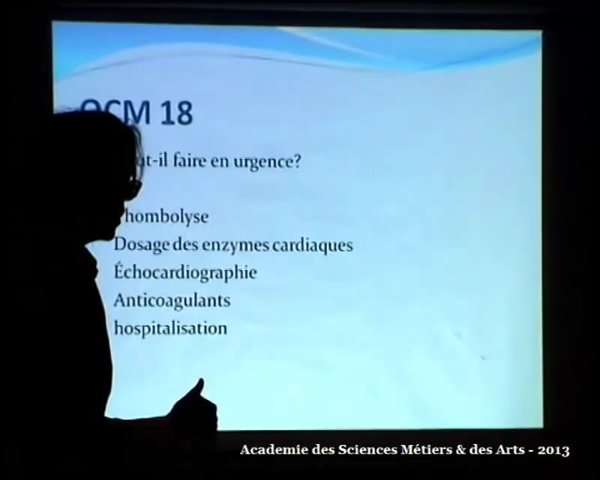 QCM 18
faire en urgence?
Dosage des enzymes cardiaques
Échocardiographie
Anticoagulants
hospitalisation
Academie des Sciences Métiers & des Arts - 2013